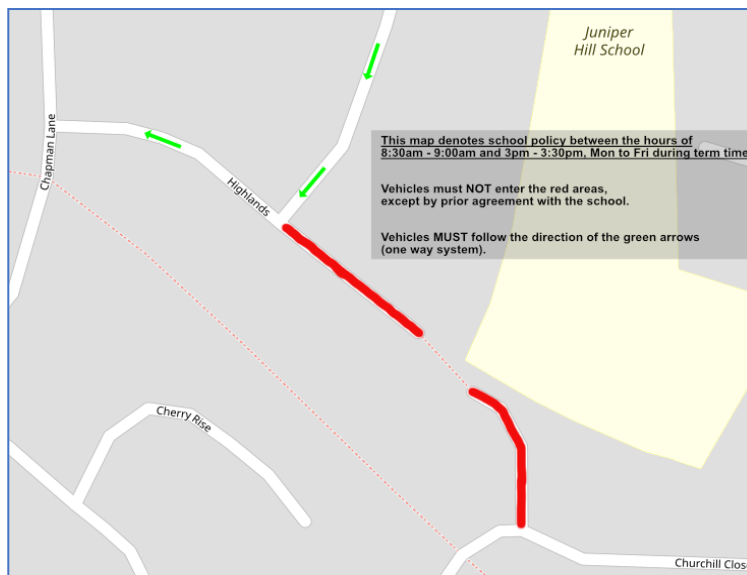 Juniper
Hill School
This map denotes school policy between the hours of
8:30am - 9:00am and 3pm - 3:30pm, Mon to Fri during term time
Vehicles must NOT enter the red areas,
except by prior agreement with the school.
Vehicles MUST follow the direction of the green arrows
(one way system).
Chapman Lane
Highlands
Cherry Rise
Churchill Clos